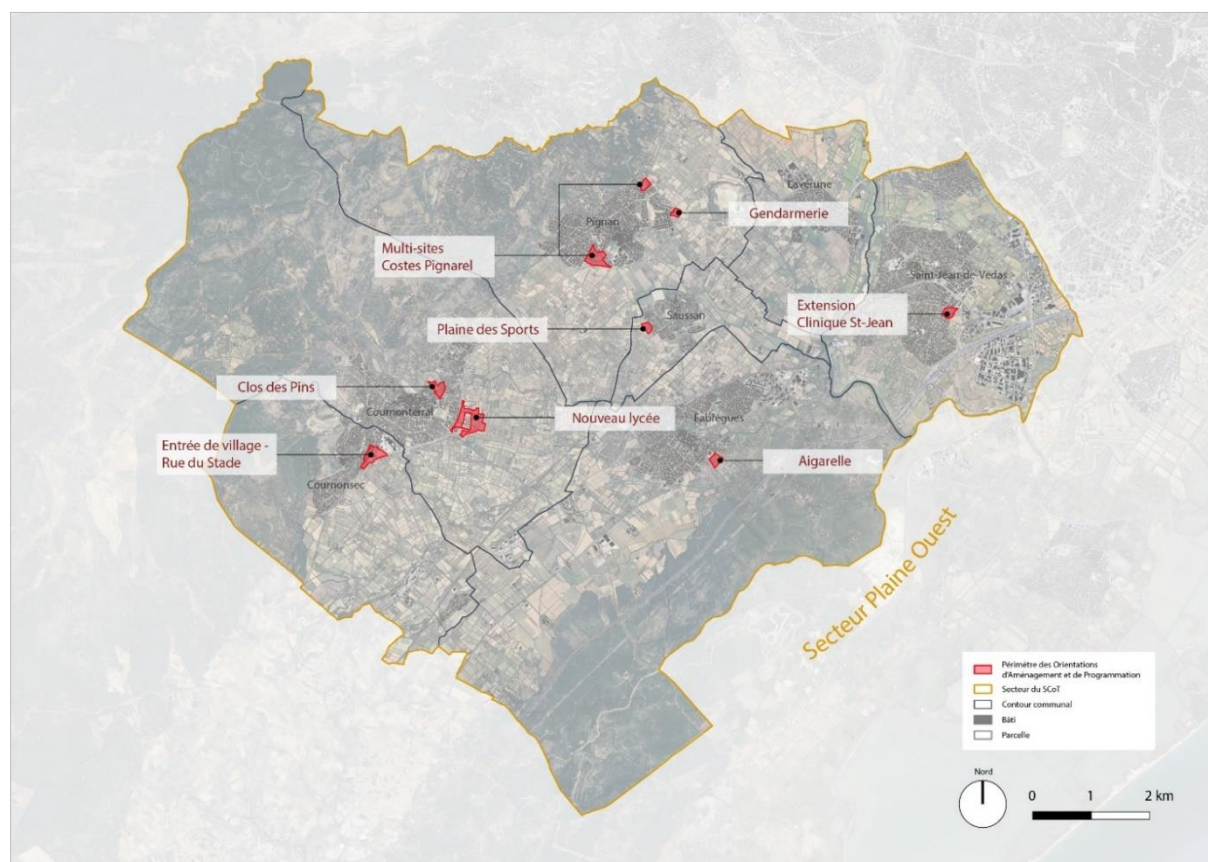 Lavérune
Gendarmerie
Pignan
Multi-sites
Costes Pignarel
Saint-Jean-de-Védas
Extension
Clinique St-Jean
Plaine des Sports
Saussan
Clos des Pins
Cournonterral
Nouveau lycée
Fabrègues
Entrée de village -
Rue du Stade
Aigarelle
Cournonsec
Secteur Plaine Ouest
Périmètre des Orientations
d'Aménagement et de Programmation
Secteur du SCoT
Contour communal
Bâti
Parcelle
Nord
0 1 2 km